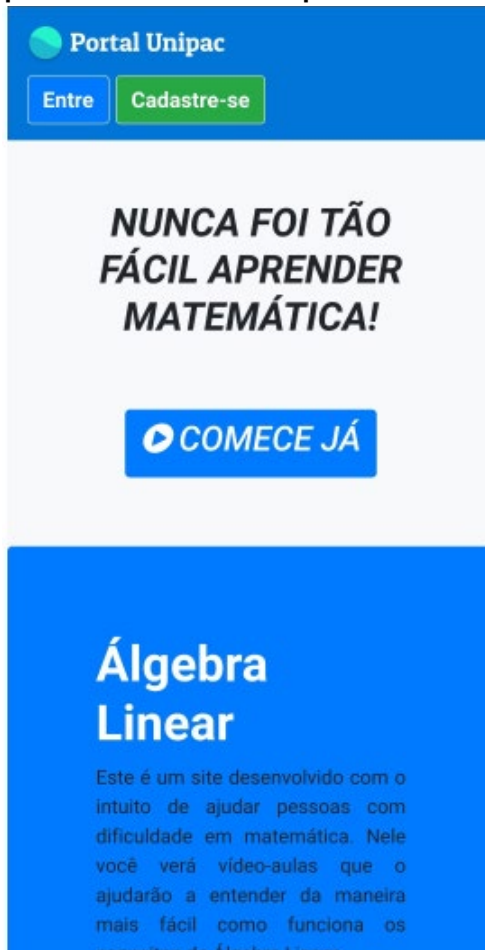 Portal Unipac
Entre
Cadastre-se
NUNCA FOI TÃO
FÁCIL APRENDER
MATEMÁTICA!
COMECE JÁ
Álgebra
Linear
Este é um site desenvolvido com o
intuito de ajudar pessoas com
dificuldade em matemática. Nele
você verá vídeo-aulas que o
ajudarão a entender da maneira
mais fácil como funciona os